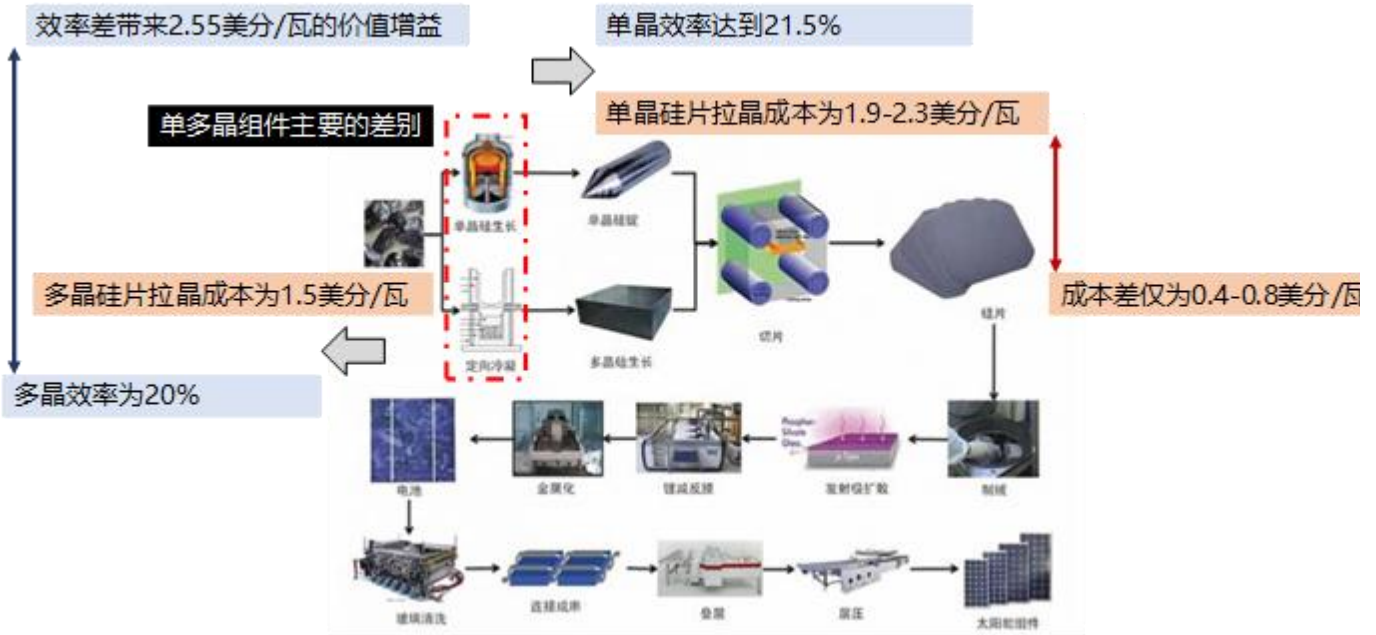 效率差带来2.55美分/瓦的价值增益
单晶效率达到21.5%
单晶硅片拉晶成本为1.9-2.3美分/瓦
单多晶组件主要的差别
单晶硅生长
单晶硅锭
多晶硅片拉晶成本为1.5美分/瓦
成本差仅为0.4-0.8美分/瓦
定向冷凝
多晶硅生长
切片
硅片
多晶效率为20%
Phosphor-
Silicate
Glass
p-Type
电池
金属化
镀减反膜
发射极扩散
制绒
玻璃清洗
连接成串
叠层
层压
太阳能组件